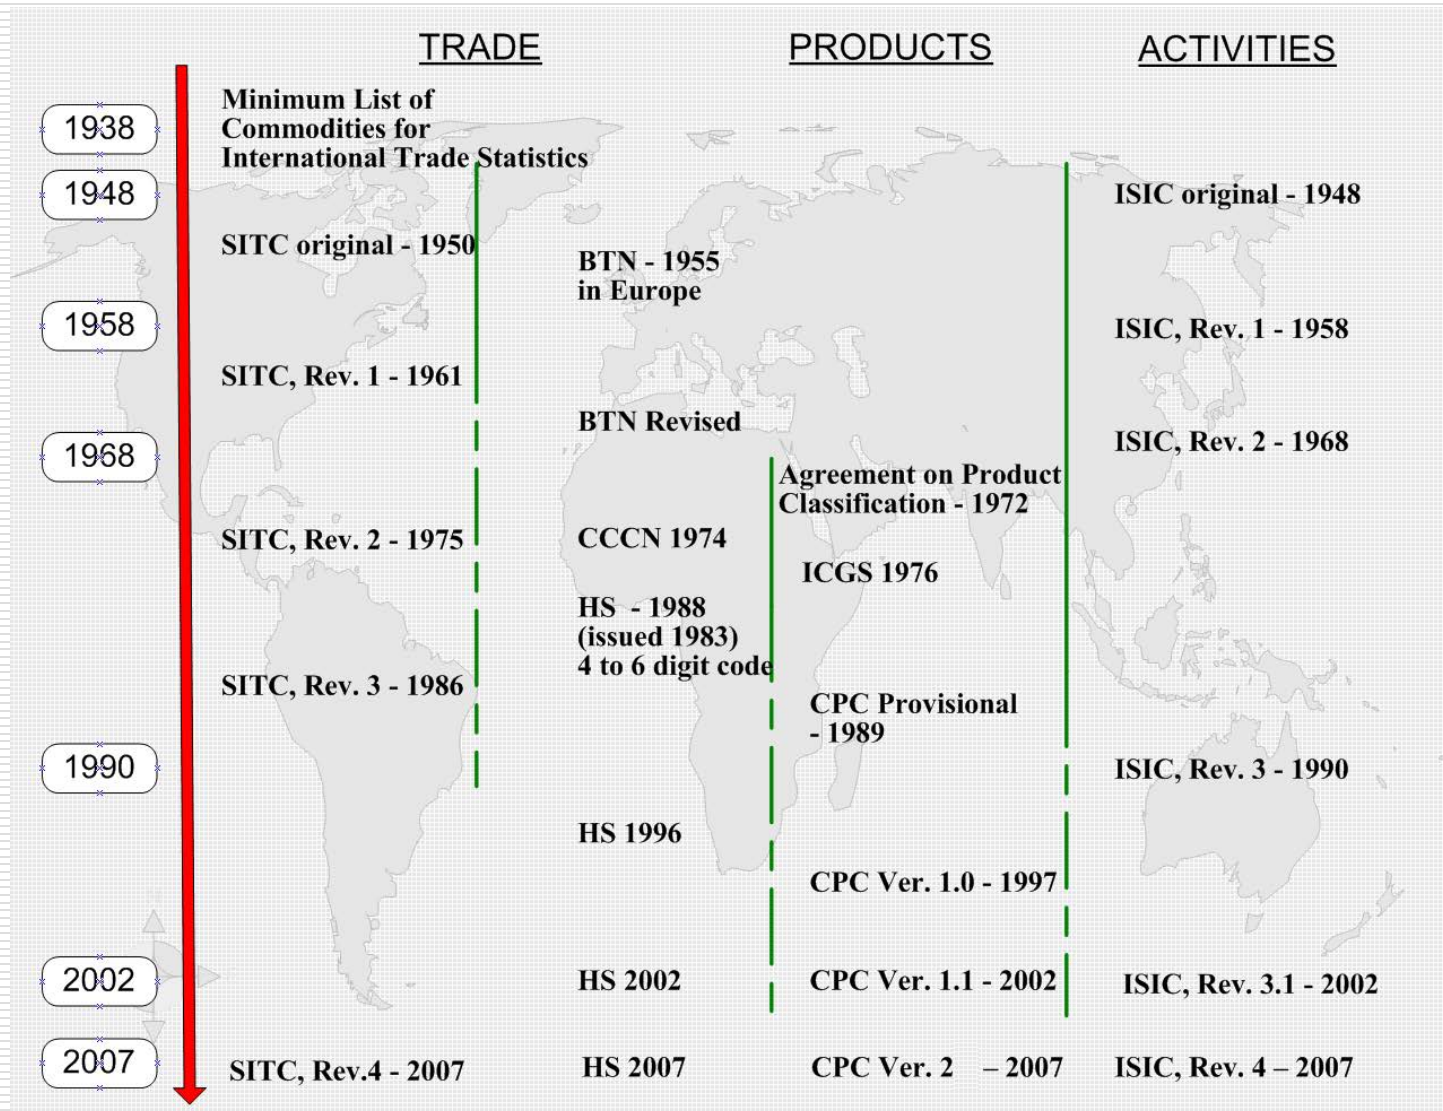 TRADE
PRODUCTS
ACTIVITIES
1938
Minimum List of
Commodities for
International Trade Statistics
1948
ISIC original - 1948
SITC original - 1950
BTN - 1955
in Europe
1958
ISIC, Rev. 1 - 1958
SITC, Rev. 1 - 1961
BTN Revised
1968
ISIC, Rev. 2 - 1968
Agreement on Product
Classification - 1972
SITC, Rev. 2 - 1975
CCCN 1974
ICGS 1976
HS - 1988
(issued 1983)
4 to 6 digit code
SITC, Rev. 3 - 1986
CPC Provisional
- 1989
1990
ISIC, Rev. 3 - 1990
HS 1996
CPC Ver. 1.0 - 1997
2002
HS 2002
CPC Ver. 1.1 - 2002
ISIC, Rev. 3.1 - 2002
2007
SITC, Rev.4 - 2007
HS 2007
CPC Ver. 2 – 2007
ISIC, Rev. 4 – 2007